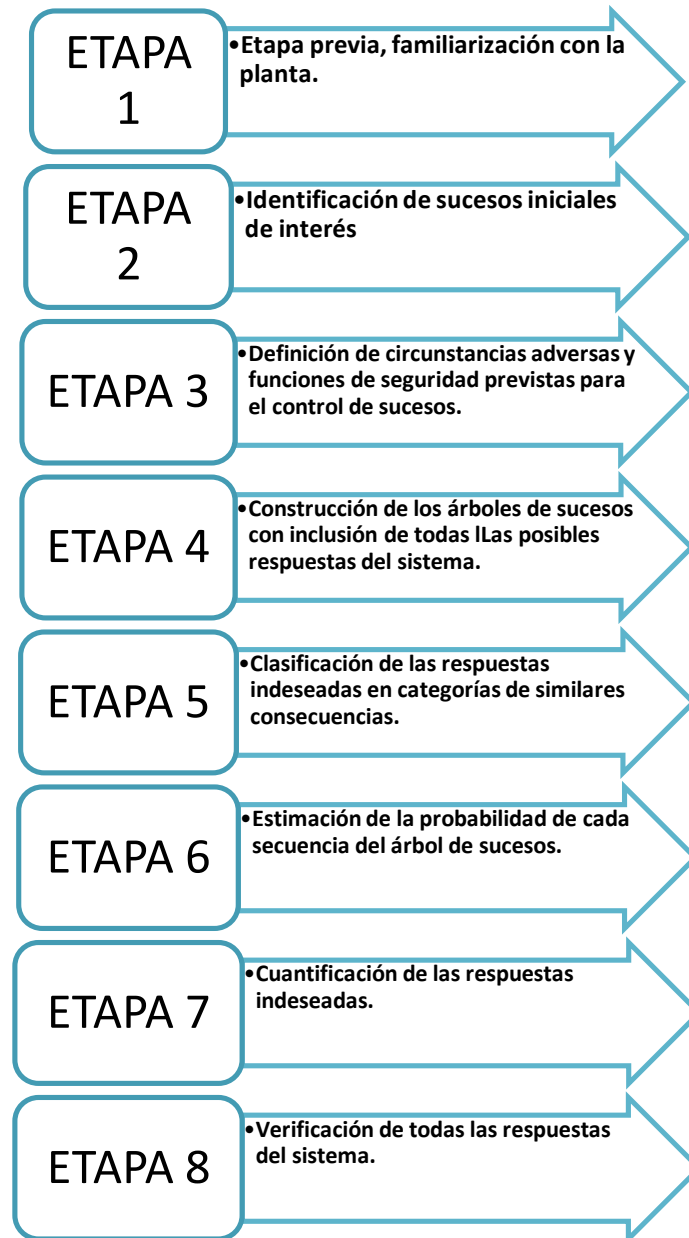 ETAPA
1
•Etapa previa, familiarización con la
planta.
ETAPA
2
•Identificación de sucesos iniciales
de interés
ETAPA 3
•Definición de circunstancias adversas y
funciones de seguridad previstas para
el control de sucesos.
ETAPA 4
•Construcción de los árboles de sucesos
con inclusión de todas lLas posibles
respuestas del sistema.
ETAPA 5
•Clasificación de las respuestas
indeseadas en categorías de similares
consecuencias.
ETAPA 6
•Estimación de la probabilidad de cada
secuencia del árbol de sucesos.
ETAPA 7
•Cuantificación de las respuestas
indeseadas.
ETAPA 8
•Verificación de todas las respuestas
del sistema.